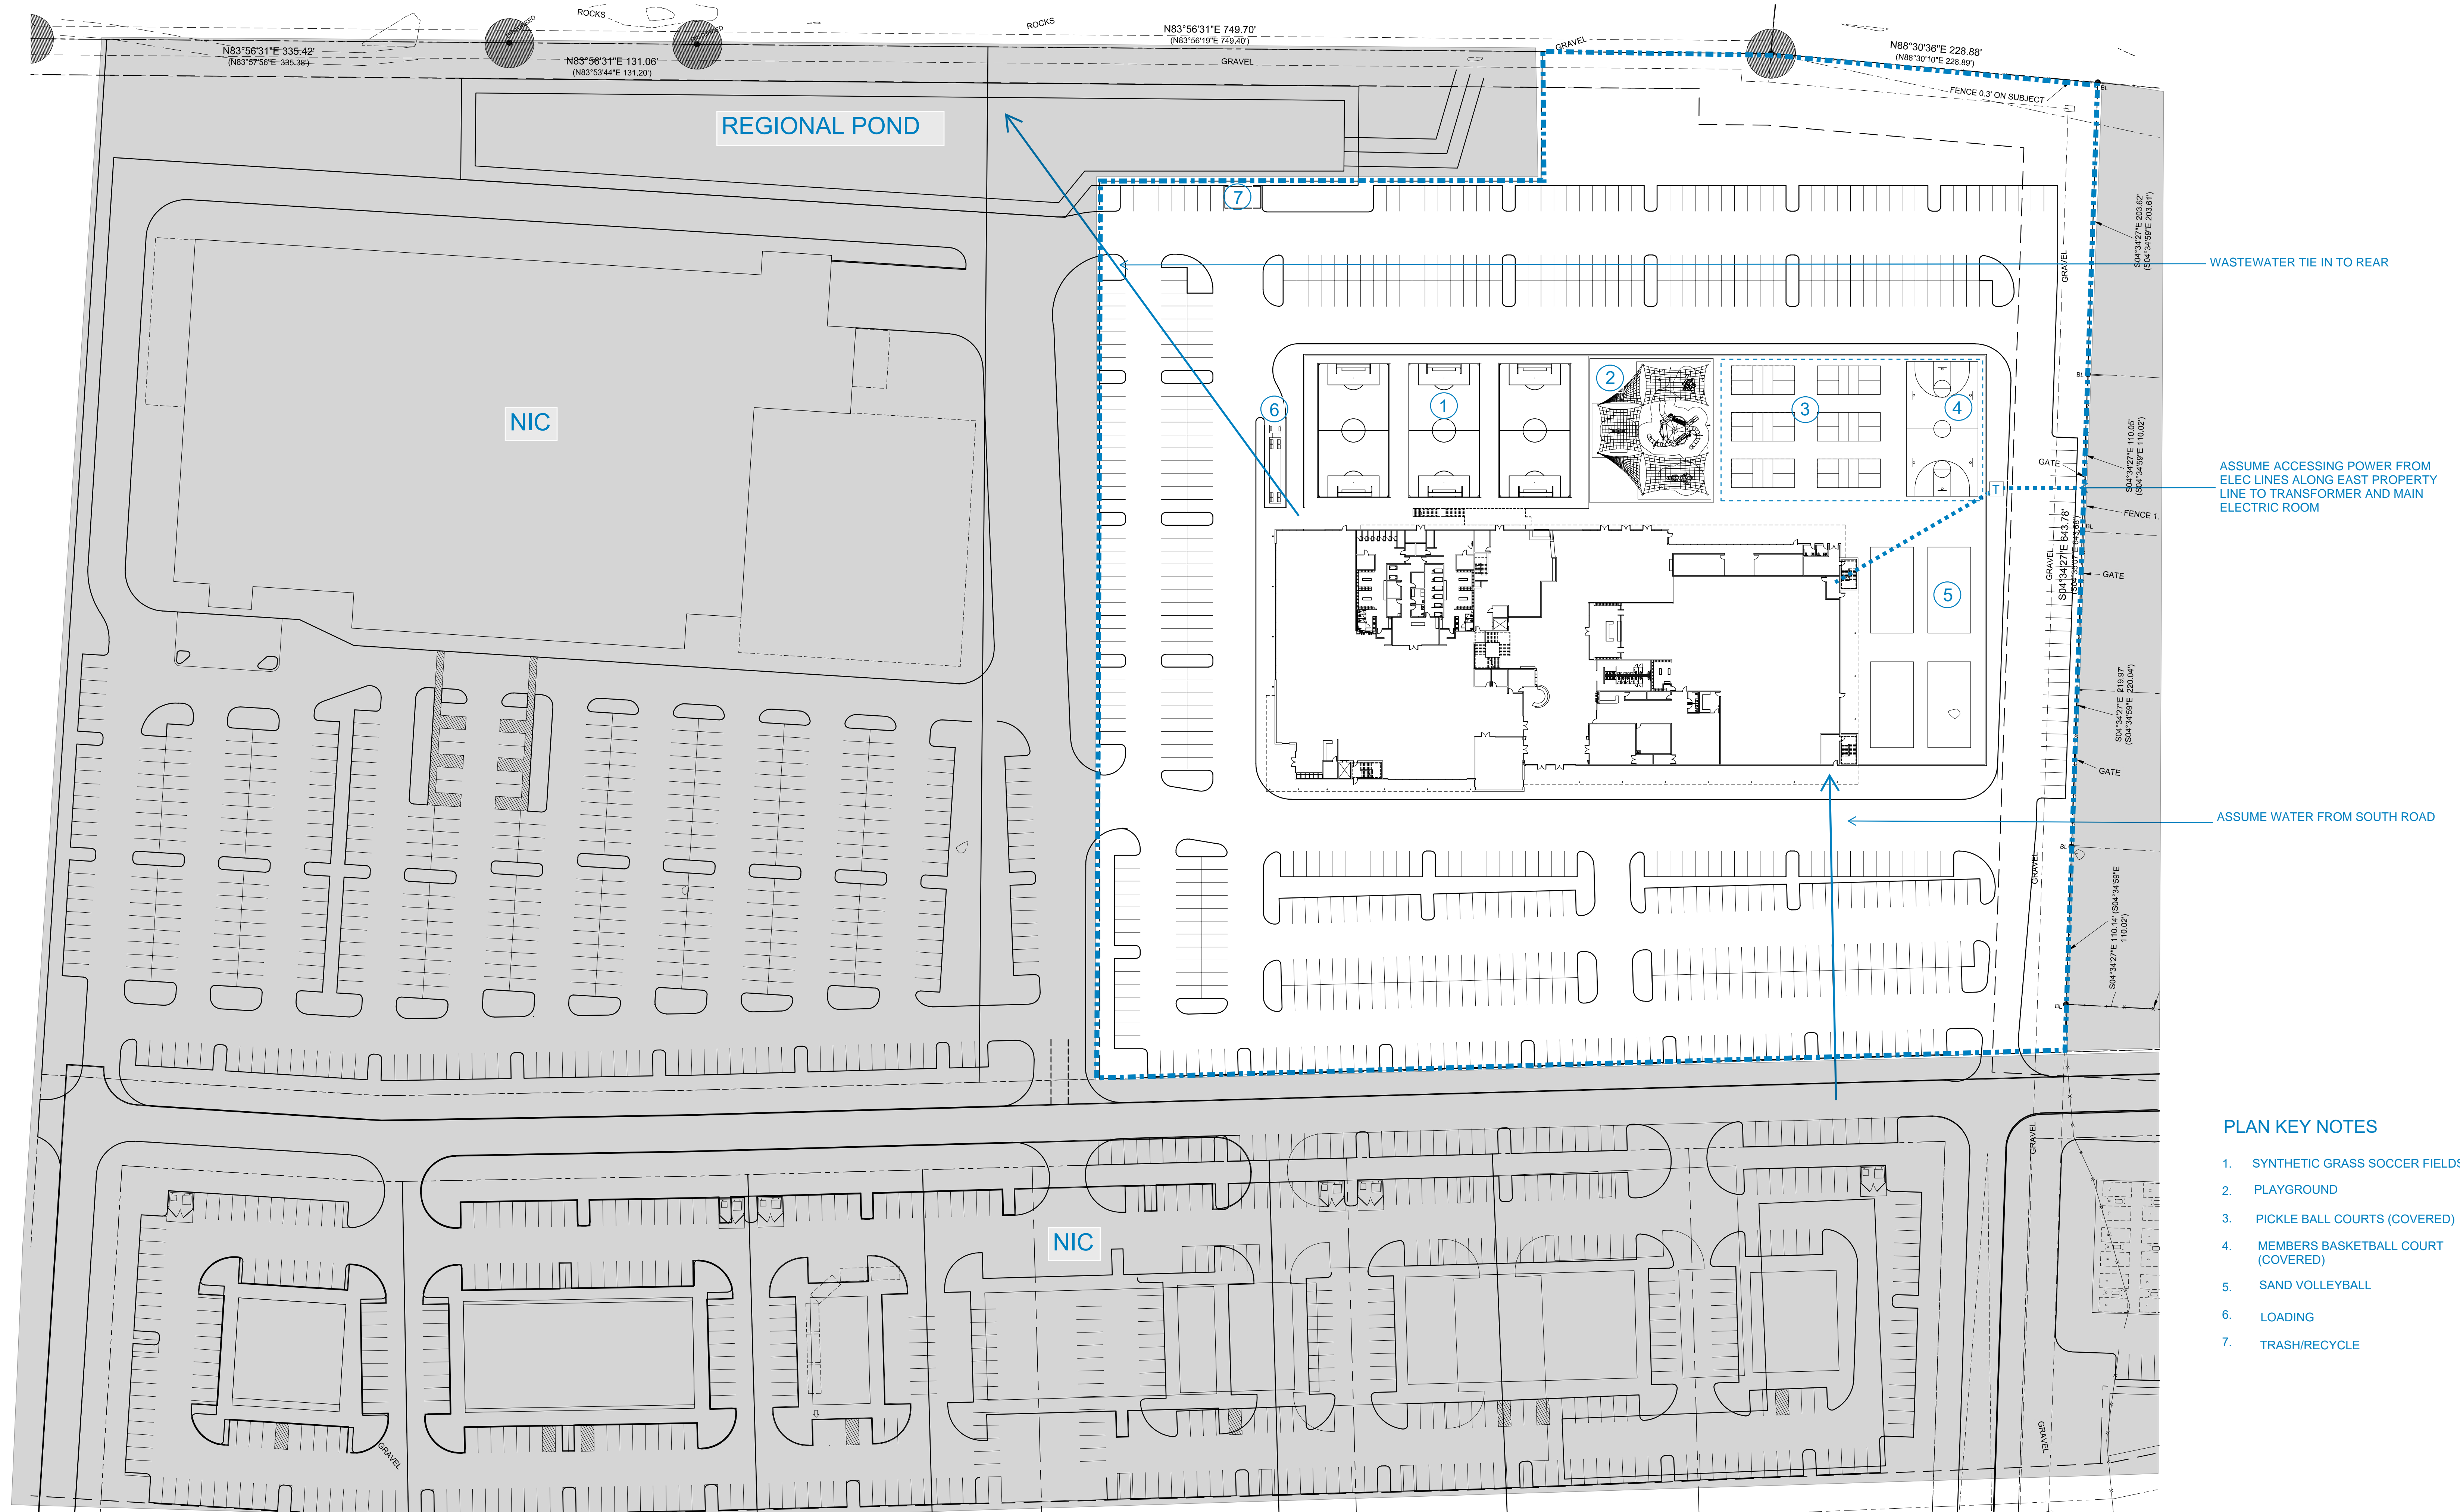 ROCKS
DISTURBED
DISTURBED
ROCKS
N83°56'31"E 749.70'
(N83°56'19"E 749.40')
GRAVEL
GRAVEL
N88°30'36"E 228.88'
(N88°30'10"E 228.89')
N83°56'31"E 335.42'
(N83°57'56"E 335.38')
N83°56'31"E 131.06'
(N83°53'44"E 131.20')
FENCE 0.3' ON SUBJECT
BL
REGIONAL POND
7
S04°34'27"E 203.62'
(S04°34'59"E 203.61')
GRAVEL
WASTEWATER TIE IN TO REAR
BL
NIC
6
1
2
3
4
S04°34'27"E 110.05'
(S04°34'59"E 110.02')
GATE
ASSUME ACCESSING POWER FROM
ELEC LINES ALONG EAST PROPERTY
LINE TO TRANSFORMER AND MAIN
ELECTRIC ROOM
T
FENCE 1.
BL
S04°34'27"E 643.78'
GRAVEL
GATE
5
S04°34'27"E 219.97'
(S04°34'59"E 220.04')
GATE
ASSUME WATER FROM SOUTH ROAD
BL
GRAVEL
S04°34'27"E 110.14' (S04°34'59"E
110.02')
BL
GRAVEL
NIC
GRAVEL
GRAVEL
PLAN KEY NOTES
1. SYNTHETIC GRASS SOCCER FIELDS
2. PLAYGROUND
3. PICKLE BALL COURTS (COVERED)
4. MEMBERS BASKETBALL COURT
(COVERED)
5. SAND VOLLEYBALL
6. LOADING
7. TRASH/RECYCLE